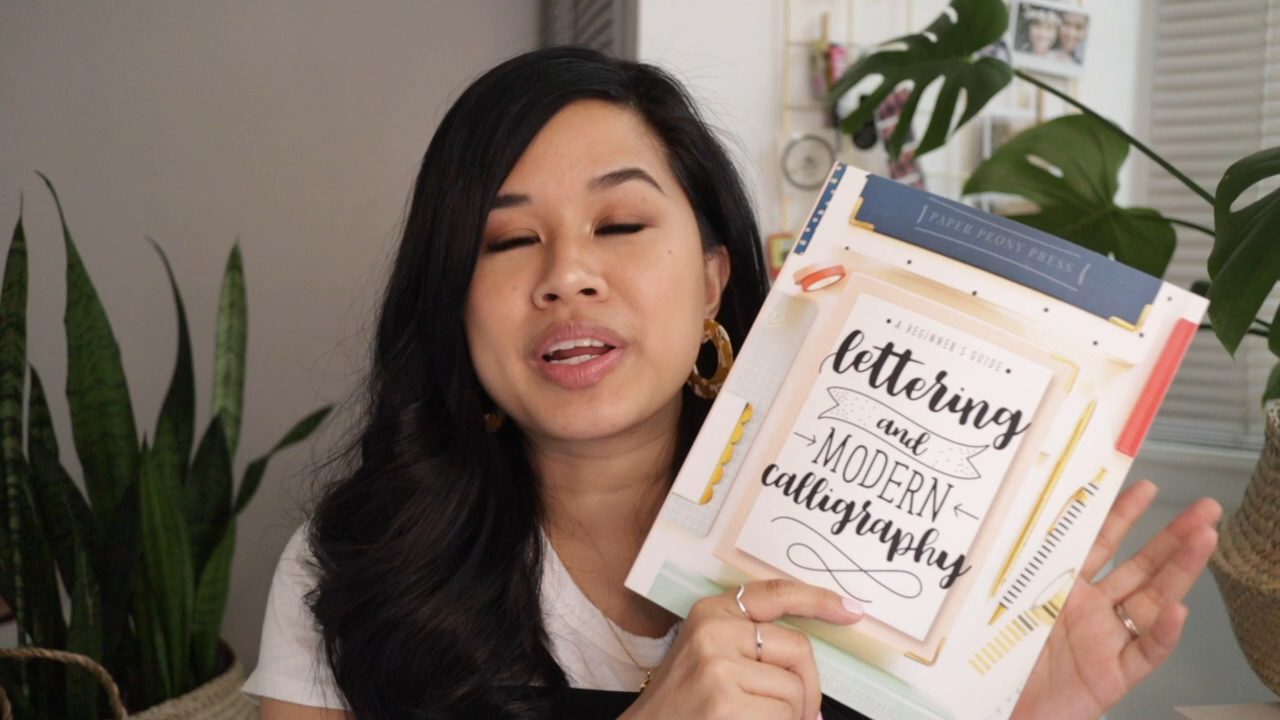 PAPER PEONY PRESS
• A BEGINNER'S GUIDE •
lettering
and
MODERN
calligraphy